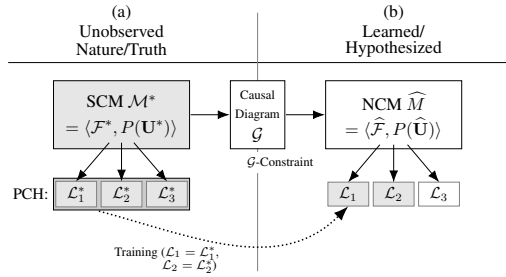 (a)
Unobserved
Nature/Truth
(b)
Learned/
Hypothesized
SCM ℳ*
= ⟨ℱ*, P(U*)⟩
Causal
Diagram
𝒢
𝒢-Constraint
NCM M̂
= ⟨ℱ̂, P(Û)⟩
PCH:
ℒ₁*
ℒ₂*
ℒ₃*
ℒ₁
ℒ₂
ℒ₃
Training (ℒ₁ = ℒ₁*,
ℒ₂ = ℒ₂*)